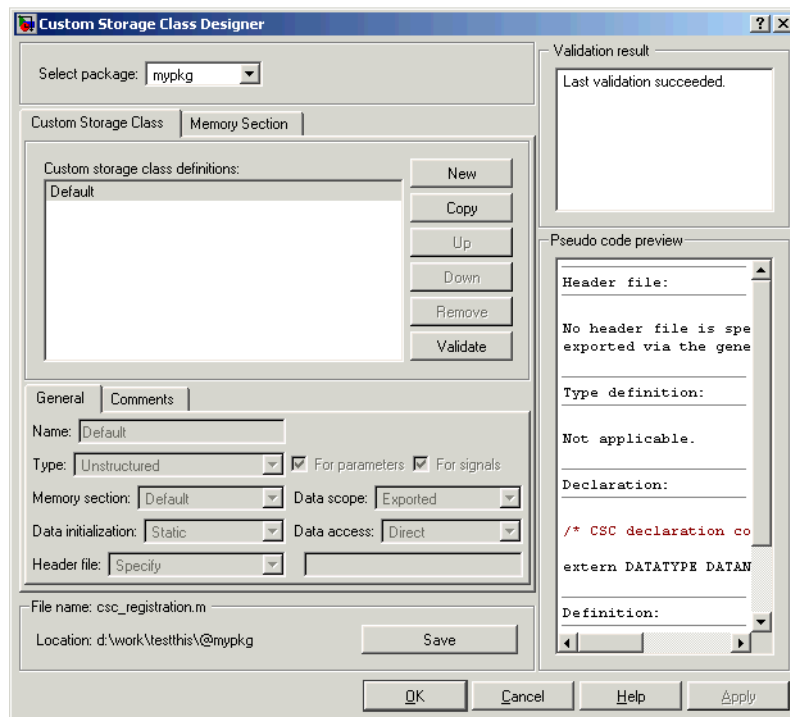 Custom Storage Class Designer
Select package: mypkg
Custom Storage Class Memory Section
Custom storage class definitions:
Default
New
Copy
Up
Down
Remove
Validate
General Comments
Name: Default
Type: Unstructured For parameters For signals
Memory section: Default Data scope: Exported
Data initialization: Static Data access: Direct
Header file: Specify
File name: csc_registration.m
Location: d:\work\testthis\@mypkg Save
Validation result
Last validation succeeded.
Pseudo code preview
Header file:
No header file is spe
exported via the gene
Type definition:
Not applicable.
Declaration:
/* CSC declaration co
extern DATATYPE DATAN
Definition:
OK Cancel Help Apply